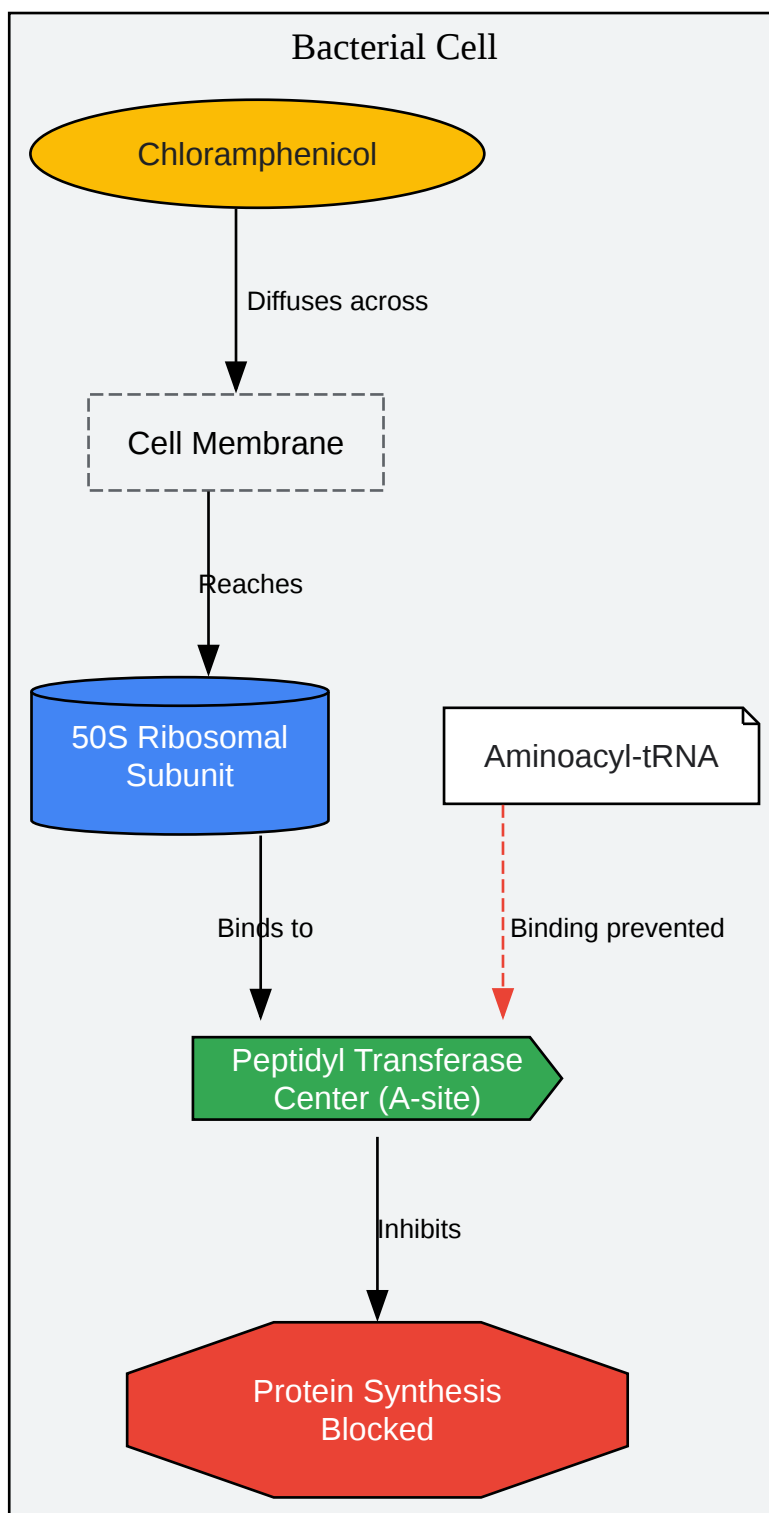 Bacterial Cell
Chloramphenicol
Diffuses across
Cell Membrane
Reaches
50S Ribosomal
Subunit
Aminoacyl-tRNA
Binds to
Binding prevented
Peptidyl Transferase
Center (A-site)
Inhibits
Protein Synthesis
Blocked